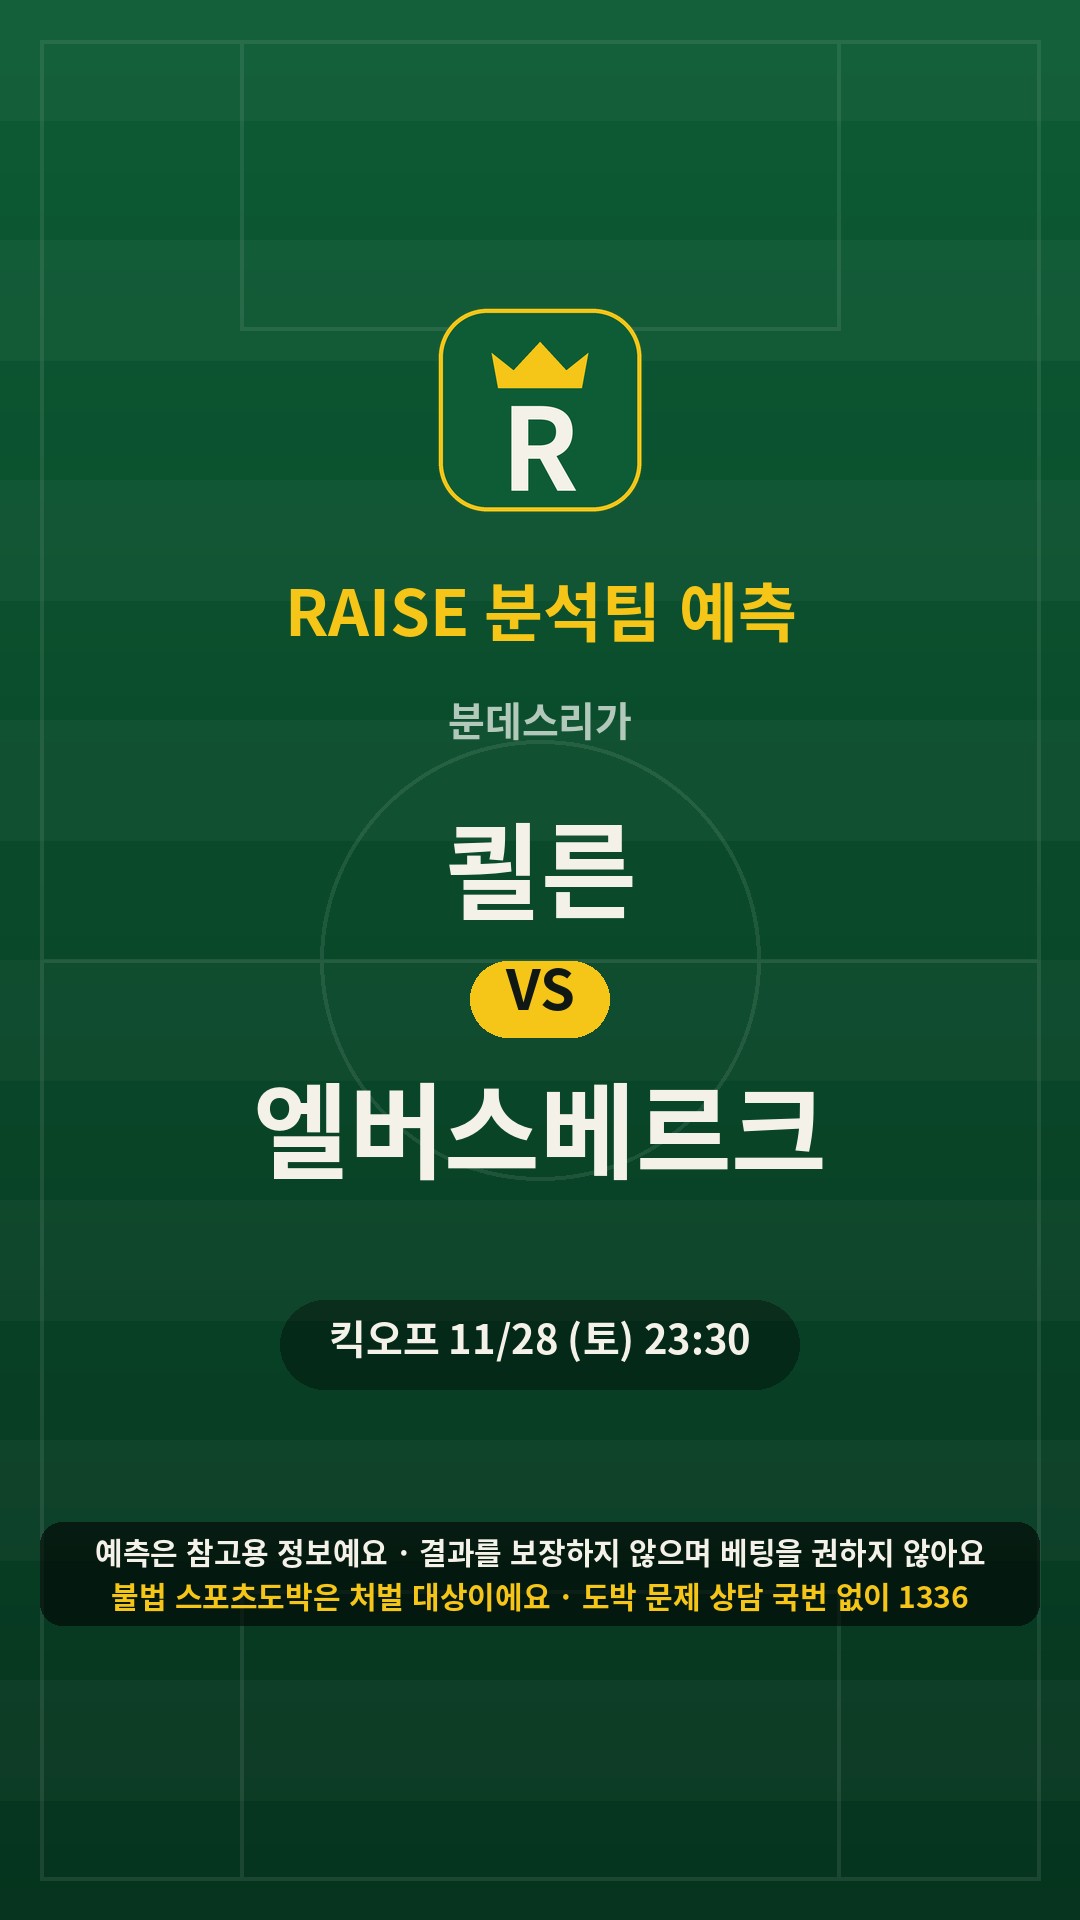 R
RAISE 분석팀 예측
분데스리가
쾰른
VS
엘버스베르크
킥오프 11/28 (토) 23:30
예측은 참고용 정보예요 · 결과를 보장하지 않으며 베팅을 권하지 않아요
불법 스포츠도박은 처벌 대상이에요 · 도박 문제 상담 국번 없이 1336